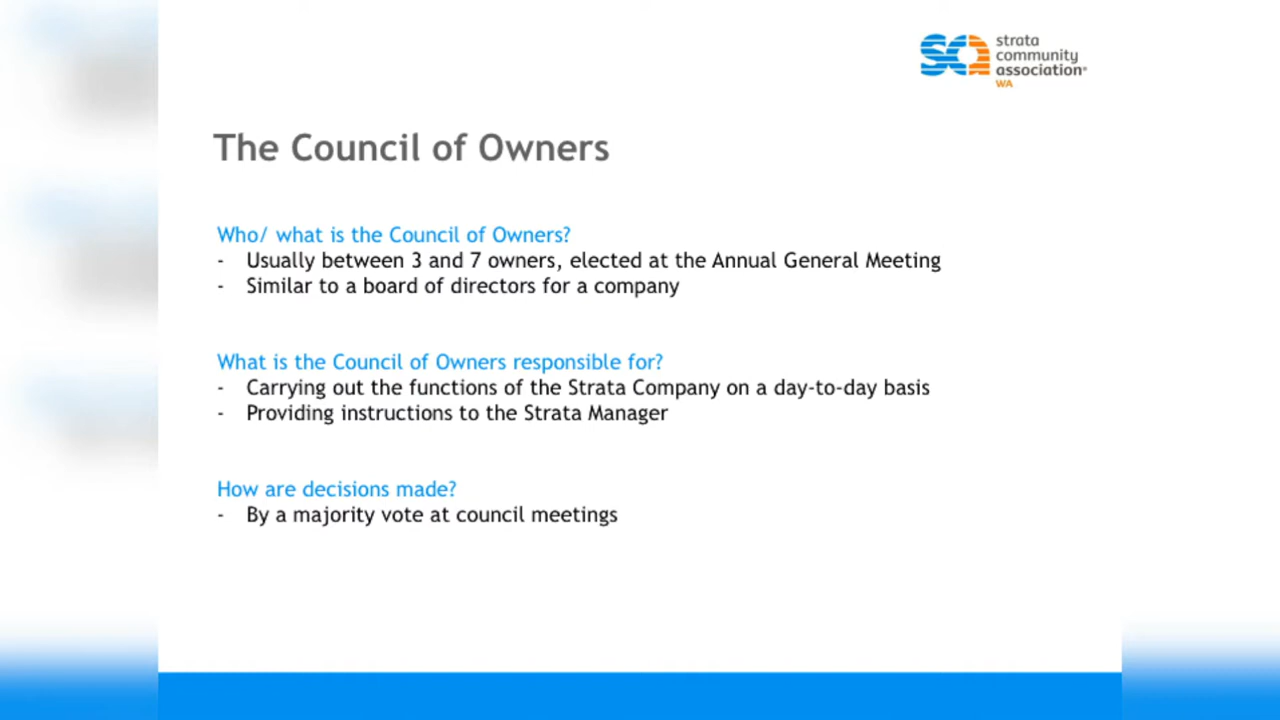 sca
strata
community
association®
WA
The Council of Owners
Who/ what is the Council of Owners?
- Usually between 3 and 7 owners, elected at the Annual General Meeting
- Similar to a board of directors for a company
What is the Council of Owners responsible for?
- Carrying out the functions of the Strata Company on a day-to-day basis
- Providing instructions to the Strata Manager
How are decisions made?
- By a majority vote at council meetings